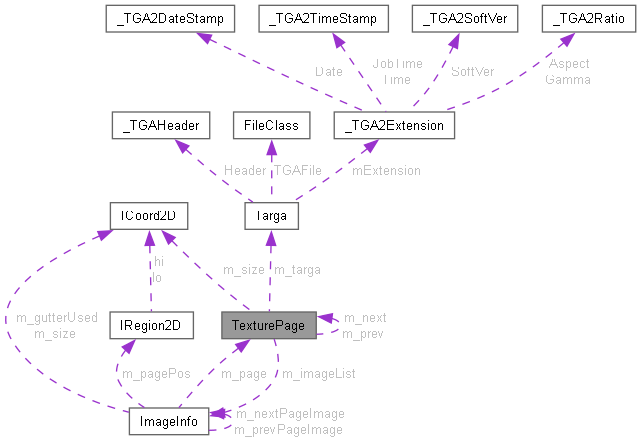 _TGA2DateStamp
_TGA2TimeStamp
_TGA2SoftVer
_TGA2Ratio
Date
JobTime
Time
SoftVer
Aspect
Gamma
_TGAHeader
FileClass
_TGA2Extension
Header
TGAFile
mExtension
ICoord2D
Targa
hi
lo
m_size
m_targa
m_gutterUsed
m_size
IRegion2D
TexturePage
m_next
m_prev
m_pagePos
m_page
m_imageList
ImageInfo
m_nextPageImage
m_prevPageImage